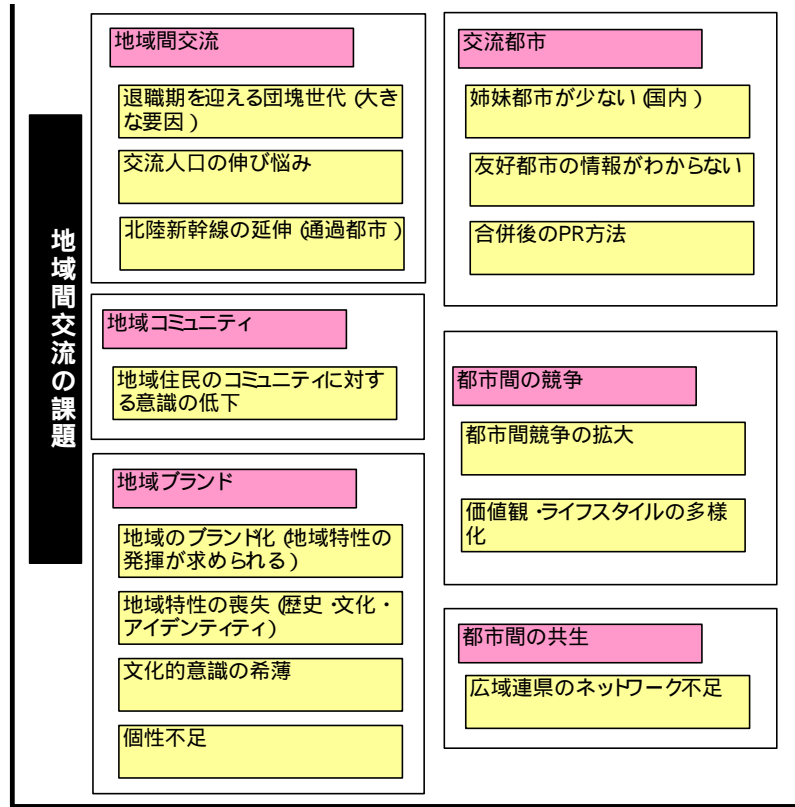 地域間交流の課題
地域間交流
退職期を迎える団塊世代(大き
な要因)
交流人口の伸び悩み
北陸新幹線の延伸(通過都市)
地域コミュニティ
地域住民のコミュニティに対す
る意識の低下
地域ブランド
地域のブランド化(地域特性の
発揮が求められる)
地域特性の喪失(歴史・文化・
アイデンティティ)
文化的意識の希薄
個性不足
交流都市
姉妹都市が少ない(国内)
友好都市の情報がわからない
合併後のPR方法
都市間の競争
都市間競争の拡大
価値観・ライフスタイルの多様
化
都市間の共生
広域連県のネットワーク不足